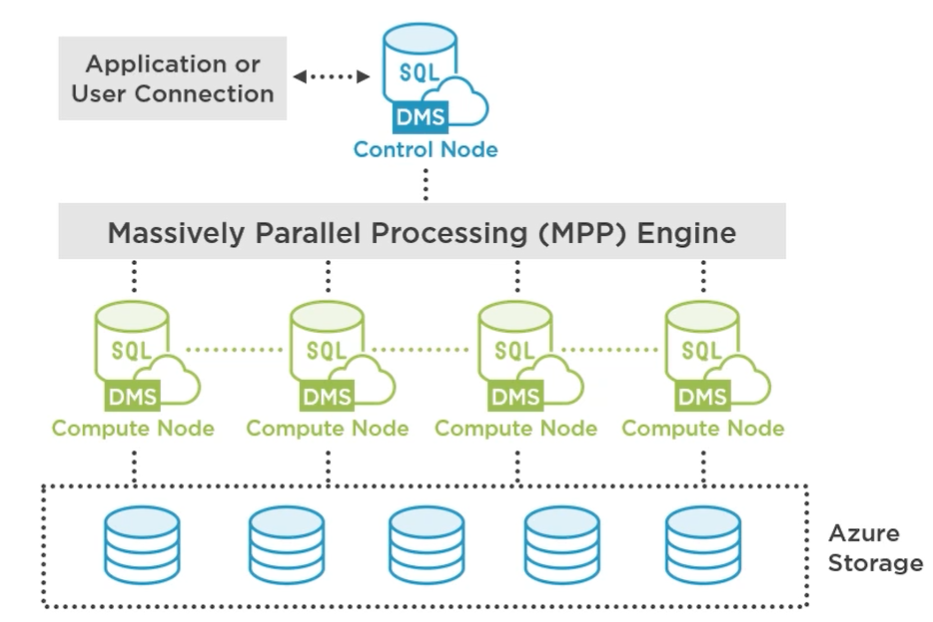 Application or
User Connection
SQL
DMS
Control Node
Massively Parallel Processing (MPP) Engine
SQL
DMS
Compute Node
SQL
DMS
Compute Node
SQL
DMS
Compute Node
SQL
DMS
Compute Node
Azure
Storage